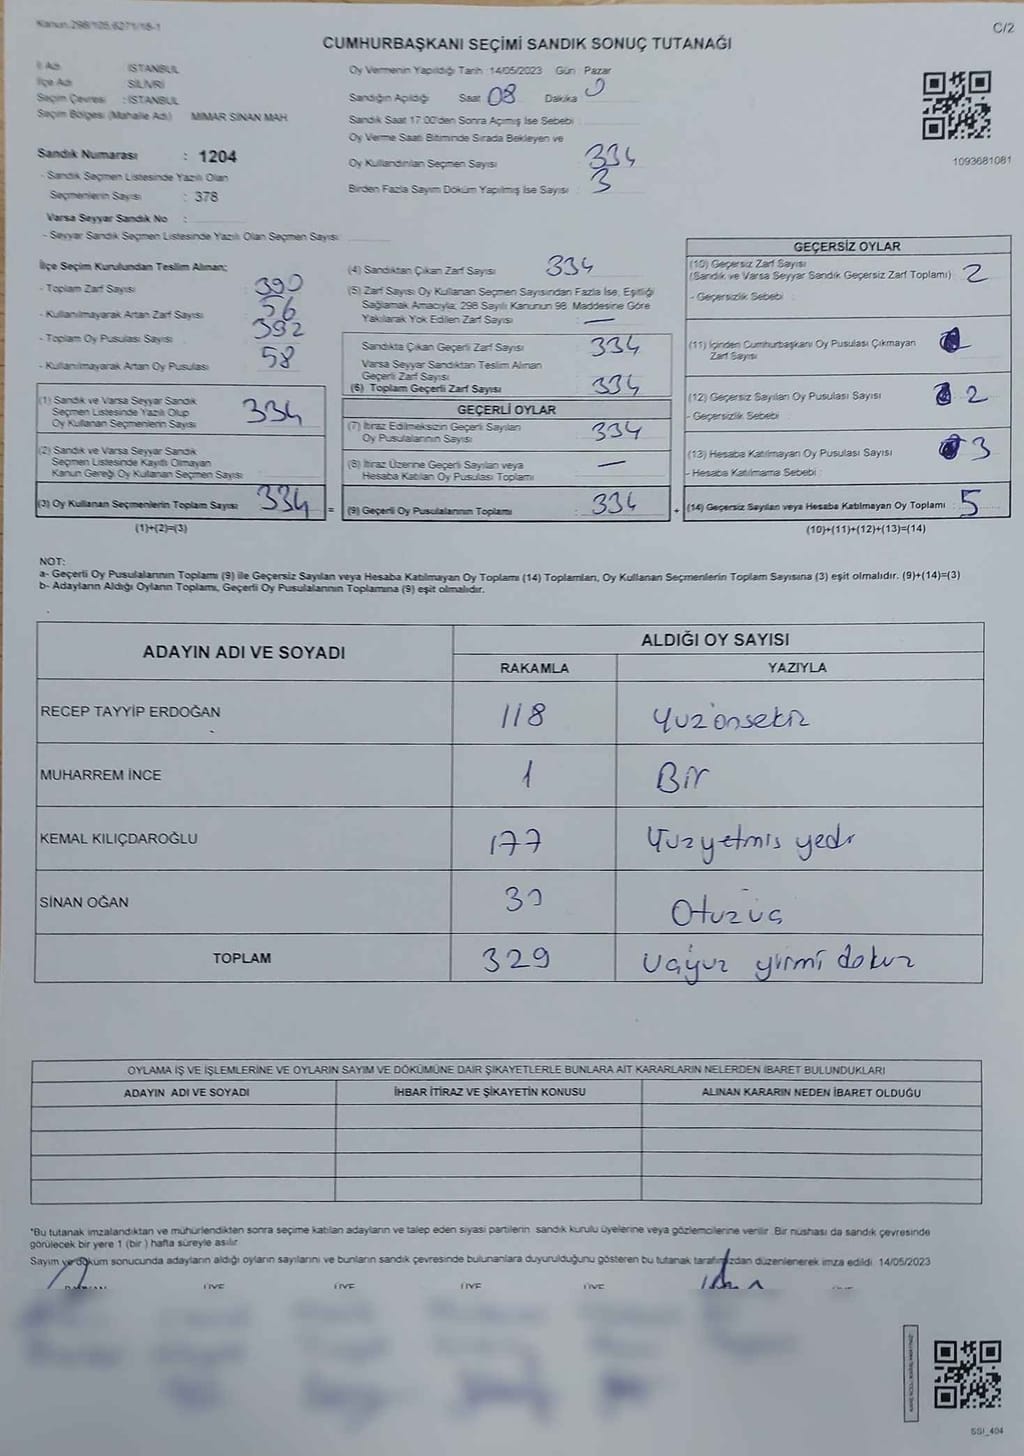 Kanun:298/105,6271/18-1
C/2
CUMHURBAŞKANI SEÇİMİ SANDIK SONUÇ TUTANAĞI
İl Adı : İSTANBUL
İlçe Adı : SİLİVRİ
Seçim Çevresi : İSTANBUL
Seçim Bölgesi (Mahalle Adı) MİMAR SİNAN MAH
Sandık Numarası : 1204
- Sandık Seçmen Listesinde Yazılı Olan
Seçmenlerin Sayısı : 378
Varsa Seyyar Sandık No :
- Seyyar Sandık Seçmen Listesinde Yazılı Olan Seçmen Sayısı
Oy Vermenin Yapıldığı Tarih :14/05/2023 Gün : Pazar
Sandığın Açıldığı Saat 08 Dakika 0
Sandık Saat 17:00'den Sonra Açılmış İse Sebebi :
Oy Verme Saati Bitiminde Sırada Bekleyen ve
Oy Kullandırılan Seçmen Sayısı : 334
Birden Fazla Sayım Döküm Yapılmış İse Sayısı : 3
1093681081
İlçe Seçim Kurulundan Teslim Alınan;
- Toplam Zarf Sayısı : 390
- Kullanılmayarak Artan Zarf Sayısı : 56
- Toplam Oy Pusulası Sayısı : 392
- Kullanılmayarak Artan Oy Pusulası : 58
(1) Sandık ve Varsa Seyyar Sandık
Seçmen Listesinde Yazılı Olup
Oy Kullanan Seçmenlerin Sayısı 334
(2) Sandık ve Varsa Seyyar Sandık
Seçmen Listesinde Kayıtlı Olmayan
Kanun Gereği Oy Kullanan Seçmen Sayısı
(3) Oy Kullanan Seçmenlerin Toplam Sayısı 334 =
(1)+(2)=(3)
(4) Sandıktan Çıkan Zarf Sayısı : 334
(5) Zarf Sayısı Oy Kullanan Seçmen Sayısından Fazla İse, Eşitliği
Sağlamak Amacıyla; 298 Sayılı Kanunun 98. Maddesine Göre
Yakılarak Yok Edilen Zarf Sayısı : —
Sandıkta Çıkan Geçerli Zarf Sayısı : 334
Varsa Seyyar Sandıktan Teslim Alınan
Geçerli Zarf Sayısı
(6) Toplam Geçerli Zarf Sayısı : 334
GEÇERLİ OYLAR
(7) İtiraz Edilmeksizin Geçerli Sayılan
Oy Pusulalarının Sayısı : 334
(8) İtiraz Üzerine Geçerli Sayılan veya
Hesaba Katılan Oy Pusulası Toplamı : —
(9) Geçerli Oy Pusulalarının Toplamı : 334 +
GEÇERSİZ OYLAR
(10) Geçersiz Zarf Sayısı
(Sandık ve Varsa Seyyar Sandık Geçersiz Zarf Toplamı) : 2
- Geçersizlik Sebebi :
(11) İçinden Cumhurbaşkanı Oy Pusulası Çıkmayan
Zarf Sayısı
(12) Geçersiz Sayılan Oy Pusulası Sayısı : 2
- Geçersizlik Sebebi :
(13) Hesaba Katılmayan Oy Pusulası Sayısı : 3
- Hesaba Katılmama Sebebi :
(14) Geçersiz Sayılan veya Hesaba Katılmayan Oy Toplamı : 5
(10)+(11)+(12)+(13)=(14)
NOT:
a- Geçerli Oy Pusulalarının Toplamı (9) ile Geçersiz Sayılan veya Hesaba Katılmayan Oy Toplamı (14) Toplamları, Oy Kullanan Seçmenlerin Toplam Sayısına (3) eşit olmalıdır. (9)+(14)=(3)
b- Adayların Aldığı Oyların Toplamı, Geçerli Oy Pusulalarının Toplamına (9) eşit olmalıdır.
ADAYIN ADI VE SOYADI
ALDIĞI OY SAYISI
RAKAMLA YAZIYLA
RECEP TAYYİP ERDOĞAN 118 Yüzonsekiz
MUHARREM İNCE 1 Bir
KEMAL KILIÇDAROĞLU 177 Yüzyetmiş yedi
SİNAN OĞAN Otuzüç
TOPLAM 329 üçyüz yirmi dokuz
OYLAMA İŞ VE İŞLEMLERİNE VE OYLARIN SAYIM VE DÖKÜMÜNE DAİR ŞİKAYETLERLE BUNLARA AİT KARARLARIN NELERDEN İBARET BULUNDUKLARI
ADAYIN ADI VE SOYADI İHBAR İTİRAZ VE ŞİKAYETİN KONUSU ALINAN KARARIN NEDEN İBARET OLDUĞU
*Bu tutanak imzalandıktan ve mühürlendikten sonra seçime katılan adayların ve talep eden siyasi partilerin sandık kurulu üyelerine veya gözlemcilerine verilir. Bir nüshası da sandık çevresinde
görülecek bir yere 1 (bir) hafta süreyle asılır.
Sayım ve döküm sonucunda adayların aldığı oyların sayılarını ve bunların sandık çevresinde bulunanlara duyurulduğunu gösteren bu tutanak tarafımızdan düzenlenerek imza edildi. 14/05/2023
ÜYE ÜYE ÜYE ÜYE ÜYE
SSI_404